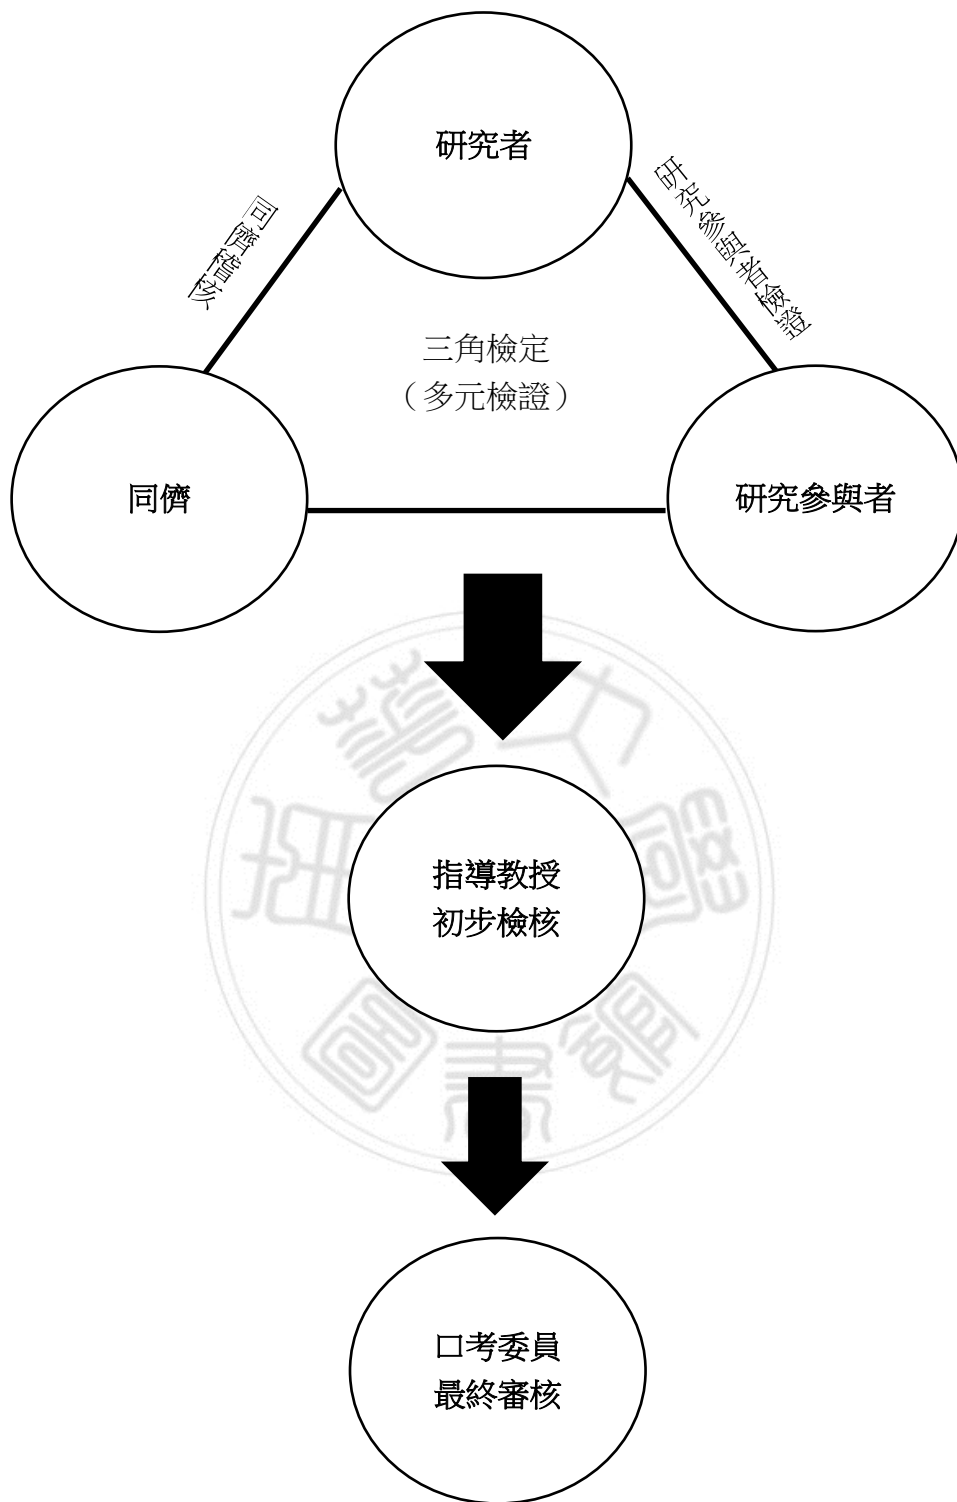 研究者
同儕稽核
研究參與者檢證
三角檢定
（多元檢證）
同儕
研究參與者
指導教授
初步檢核
口考委員
最終審核